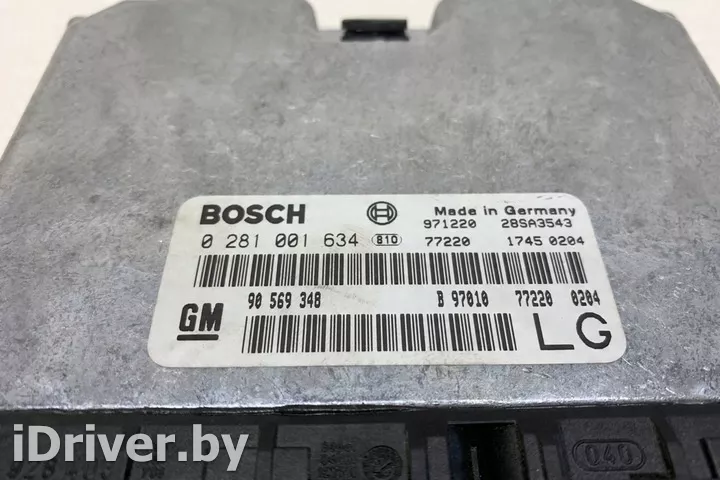 BOSCH Made in Germany
971220 28SA3543
0 281 001 634 810 77220 1745 0204
90 569 348 B 97010 77220 0204
GM LG
iDriver.by
040